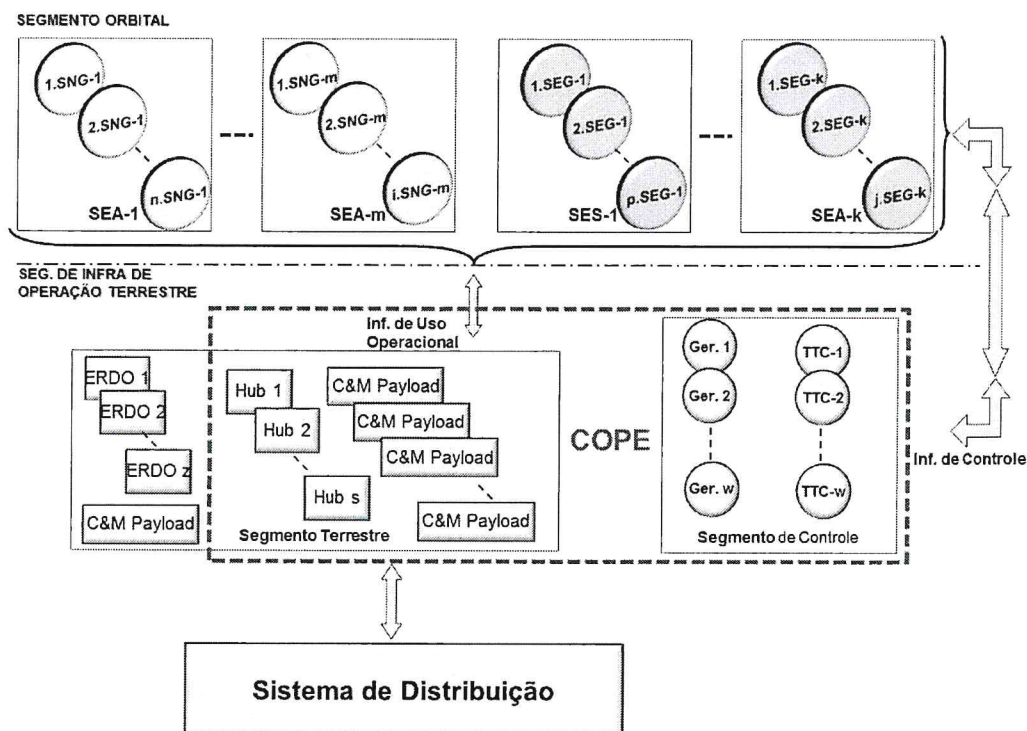 SEGMENTO ORBITAL
1.SNG-1
2.SNG-1
n.SNG-1
SEA-1
1.SNG-m
2.SNG-m
i.SNG-m
SEA-m
1.SEG-1
2.SEG-1
p.SEG-1
SES-1
1.SEG-k
2.SEG-k
j.SEG-k
SEA-k
SEG. DE INFRA DE
OPERAÇÃO TERRESTRE
Inf. de Uso
Operacional
ERDO 1
ERDO 2
ERDO z
C&M Payload
Hub 1
Hub 2
Hub s
Segmento Terrestre
C&M Payload
C&M Payload
C&M Payload
C&M Payload
COPE
Ger. 1
Ger. 2
Ger. w
TTC-1
TTC-2
TTC-w
Segmento de Controle
Inf. de Controle
Sistema de Distribuição